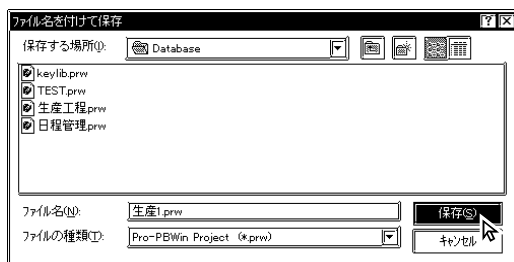 ファイル名を付けて保存
保存する場所(I):
Database
keylib.prw
TEST.prw
生産工程.prw
日程管理.prw
ファイル名(N):
生産1.prw
保存(S)
ファイルの種類(T):
Pro-PBWin Project (*.prw)
キャンセル